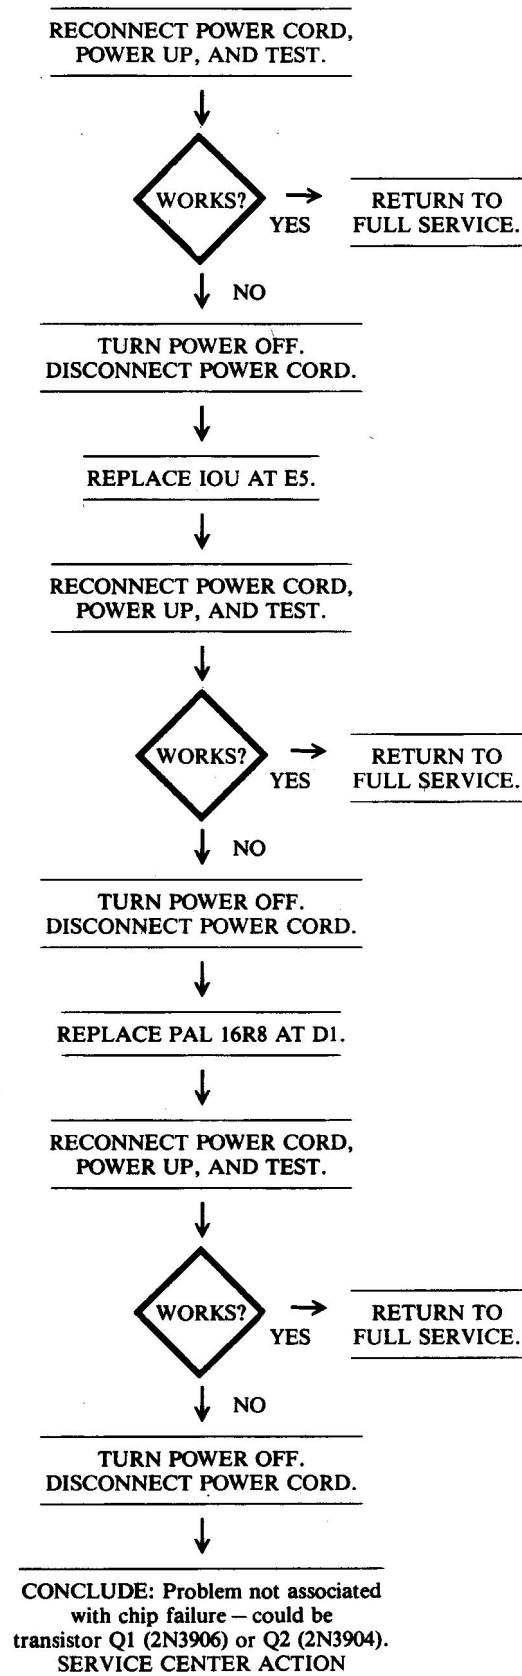 RECONNECT POWER CORD,
POWER UP, AND TEST.
WORKS?
YES
RETURN TO
FULL SERVICE.
NO
TURN POWER OFF.
DISCONNECT POWER CORD.
REPLACE IOU AT E5.
RECONNECT POWER CORD,
POWER UP, AND TEST.
WORKS?
YES
RETURN TO
FULL SERVICE.
NO
TURN POWER OFF.
DISCONNECT POWER CORD.
REPLACE PAL 16R8 AT D1.
RECONNECT POWER CORD,
POWER UP, AND TEST.
WORKS?
YES
RETURN TO
FULL SERVICE.
NO
TURN POWER OFF.
DISCONNECT POWER CORD.
CONCLUDE: Problem not associated
with chip failure – could be
transistor Q1 (2N3906) or Q2 (2N3904).
SERVICE CENTER ACTION